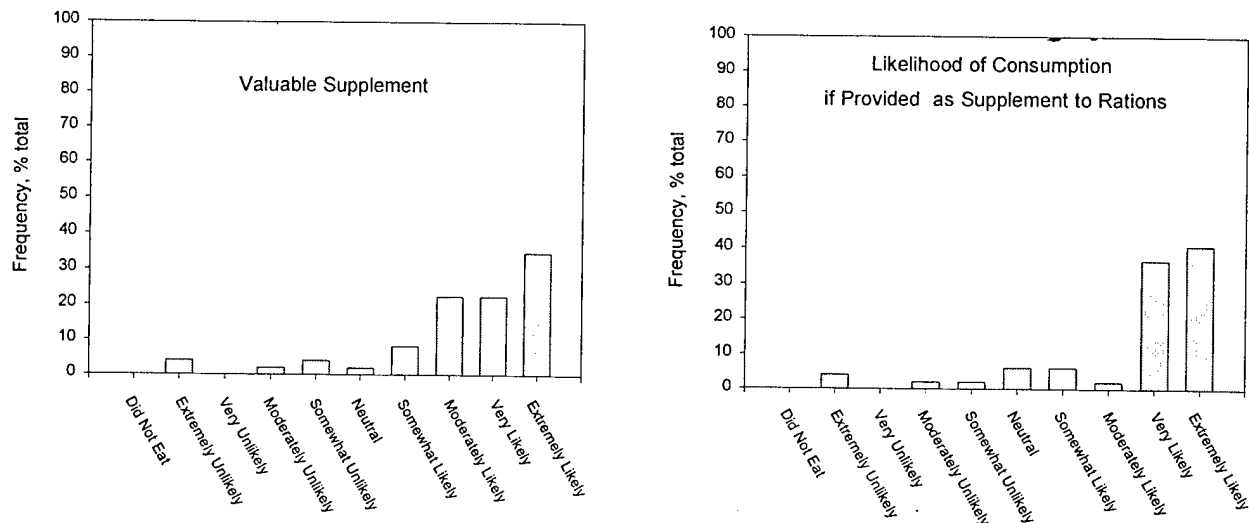 Valuable Supplement
Frequency, % total
100
90
80
70
60
50
40
30
20
10
0
Did Not Eat
Extremely Unlikely
Very Unlikely
Moderately Unlikely
Somewhat Unlikely
Neutral
Somewhat Likely
Moderately Likely
Very Likely
Extremely Likely
Likelihood of Consumption
if Provided as Supplement to Rations
Frequency, % total
100
90
80
70
60
50
40
30
20
10
0
Did Not Eat
Extremely Unlikely
Very Unlikely
Moderately Unlikely
Somewhat Unlikely
Neutral
Somewhat Likely
Moderately Likely
Very Likely
Extremely Likely